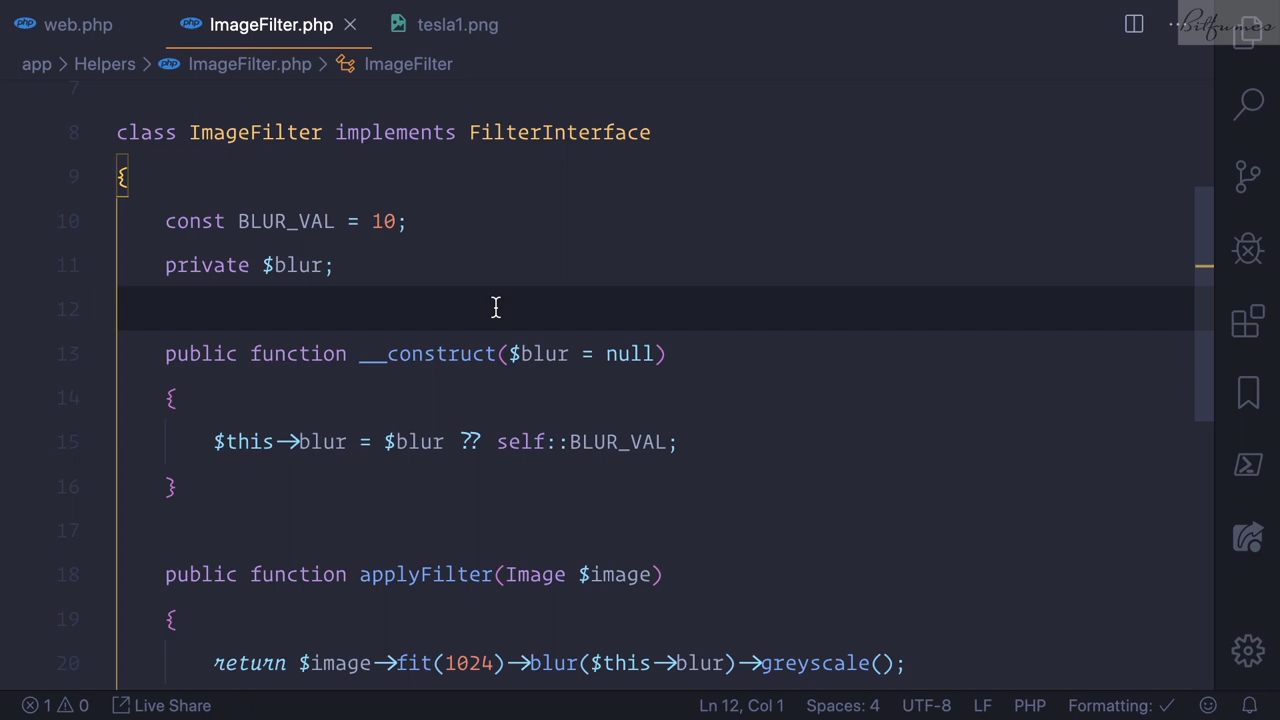 web.php ImageFilter.php tesla1.png ...
bitfumes
app > Helpers > ImageFilter.php > ImageFilter
7
8 class ImageFilter implements FilterInterface
9 {
10 const BLUR_VAL = 10;
11 private $blur;
12
13 public function __construct($blur = null)
14 {
15 $this->blur = $blur ?? self::BLUR_VAL;
16 }
17
18 public function applyFilter(Image $image)
19 {
20 return $image->fit(1024)->blur($this->blur)->greyscale();
1 0 Live Share Ln 12, Col 1 Spaces: 4 UTF-8 LF PHP Formatting: ✓